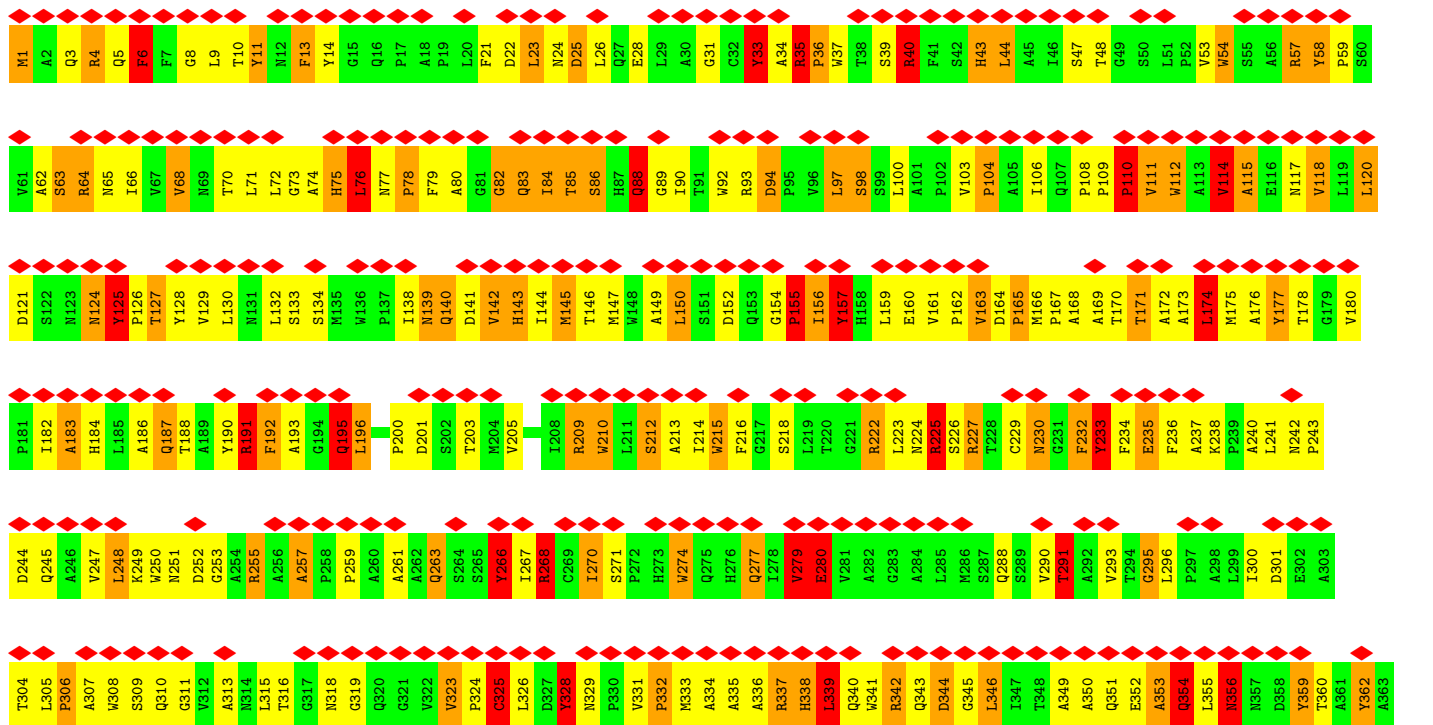 M1 A2 Q3 R4 Q5 F6 F7 G8 L9 T10 Y11 N12 F13 Y14 G15 Q16 P17 A18 P19 L20 F21 D22 L23 N24 D25 L26 Q27 E28 L29 A30 G31 C32 Y33 A34 R35 P36 W37 T38 S39 R40 F41 S42 H43 L44 A45 I46 S47 T48 G49 S50 L51 P52 V53 W54 S55 A56 R57 Y58 P59 S60
V61 A62 S63 R64 N65 I66 V67 V68 N69 T70 L71 L72 G73 A74 H75 L76 N77 P78 F79 A80 G81 G82 Q83 I84 T85 S86 H87 Q88 G89 I90 T91 W92 R93 D94 P95 V96 L97 S98 S99 L100 A101 P102 V103 P104 A105 I106 Q107 P108 P109 P110 V111 W112 A113 V114 A115 E116 N117 V118 L119 L120
D121 S122 N123 N124 Y125 P126 T127 Y128 V129 L130 N131 L132 S133 S134 M135 W136 P137 I138 N139 Q140 D141 V142 H143 I144 M145 T146 M147 W148 A149 L150 S151 D152 Q153 G154 P155 I156 Y157 H158 L159 E160 V161 P162 V163 D164 P165 M166 P167 A168 A169 T170 T171 A172 A173 L174 M175 A176 Y177 T178 G179 V180
P181 I182 A183 H184 L185 A186 Q187 T188 A189 Y190 R191 F192 A193 G194 Q195 L196 P200 D201 S202 T203 M204 V205 I208 R209 W210 L211 S212 A213 I214 W215 F216 G217 S218 L219 T220 G221 R222 L223 N224 R225 S226 R227 T228 C229 N230 G231 F232 Y233 F234 E235 F236 A237 K238 P239 A240 L241 N242 P243
D244 Q245 A246 V247 L248 K249 W250 N251 D252 G253 A254 R255 A256 A257 P258 P259 A260 A261 A262 Q263 S264 S265 Y266 I267 R268 C269 I270 S271 P272 H273 W274 Q275 H276 Q277 I278 V279 E280 V281 A282 G283 A284 L285 M286 S287 Q288 S289 V290 T291 A292 V293 T294 G295 L296 P297 A298 L299 I300 D301 E302 A303
T304 L305 P306 A307 W308 S309 Q310 G311 V312 A313 N314 L315 T316 G317 N318 G319 Q320 G321 V322 V323 P324 C325 L326 D327 Y328 N329 P330 V331 P332 M333 A334 A335 A336 R337 H338 L339 Q340 W341 R342 Q343 D344 G345 L346 I347 T348 A349 A350 Q351 E352 A353 Q354 L355 N356 N357 D358 Y359 T360 A361 Y362 A363